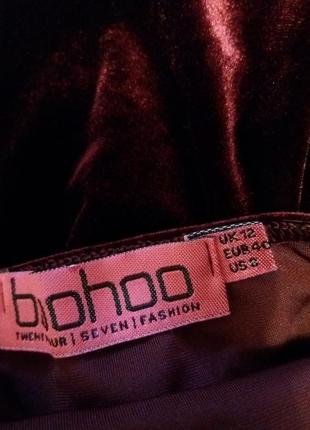 boohoo
TWENTYFOUR | SEVEN | FASHION
UK 12
EUR 40
US 8